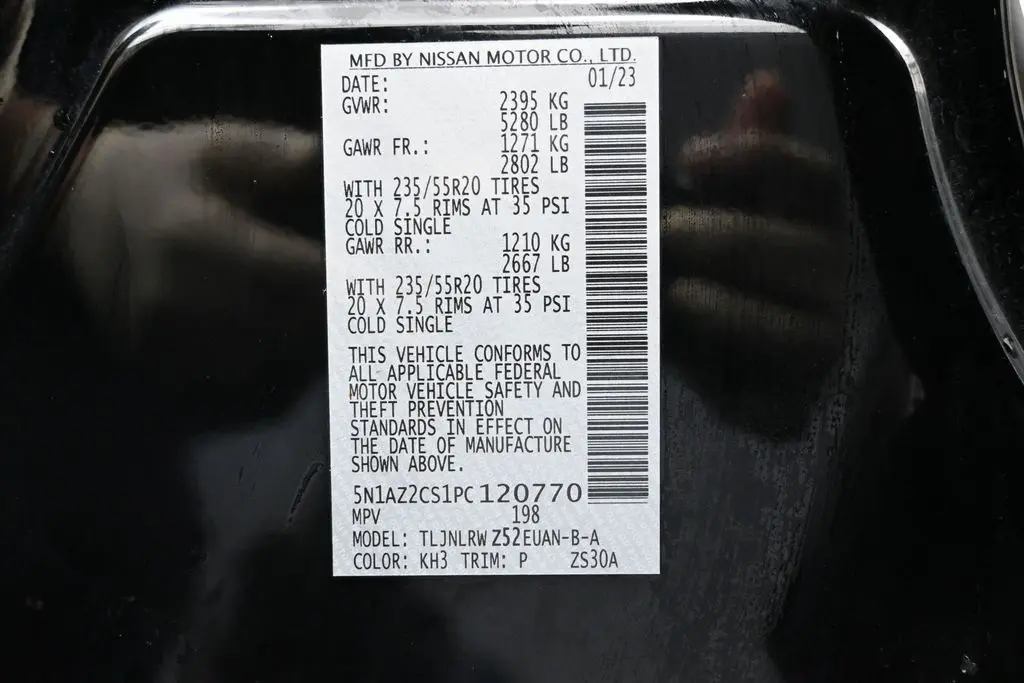 MFD BY NISSAN MOTOR CO., LTD.
DATE: 01/23
GVWR: 2395 KG
5280 LB
GAWR FR.: 1271 KG
2802 LB
WITH 235/55R20 TIRES
20 X 7.5 RIMS AT 35 PSI
COLD SINGLE
GAWR RR.: 1210 KG
2667 LB
WITH 235/55R20 TIRES
20 X 7.5 RIMS AT 35 PSI
COLD SINGLE
THIS VEHICLE CONFORMS TO
ALL APPLICABLE FEDERAL
MOTOR VEHICLE SAFETY AND
THEFT PREVENTION
STANDARDS IN EFFECT ON
THE DATE OF MANUFACTURE
SHOWN ABOVE.
5N1AZ2CS1PC120770
MPV 198
MODEL: TLJNLRW Z52EUAN-B-A
COLOR: KH3 TRIM: P ZS30A